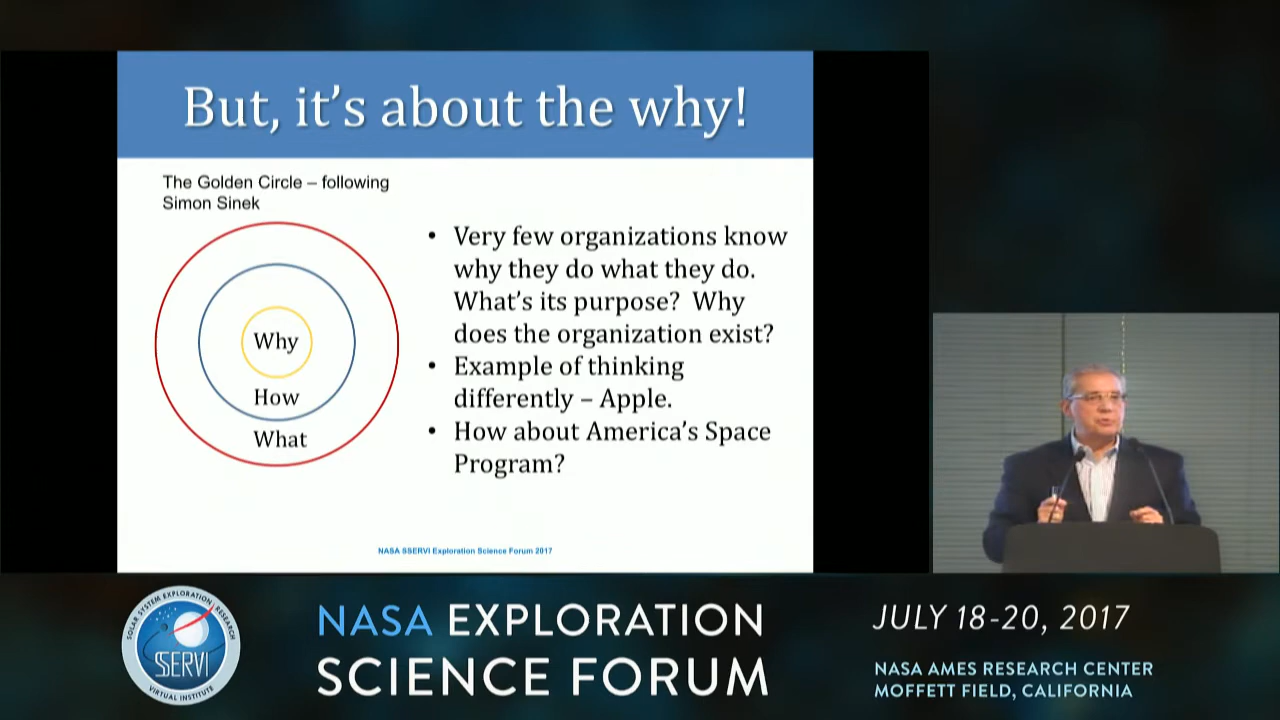 But, it's about the why!
The Golden Circle – following
Simon Sinek
Why
How
What
• Very few organizations know
why they do what they do.
What's its purpose?  Why
does the organization exist?
• Example of thinking
differently – Apple.
• How about America's Space
Program?
NASA SSERVI Exploration Science Forum 2017
SOLAR SYSTEM EXPLORATION RESEARCH
SSERVI
VIRTUAL INSTITUTE
NASA EXPLORATION
SCIENCE FORUM
JULY 18-20, 2017
NASA AMES RESEARCH CENTER
MOFFETT FIELD, CALIFORNIA